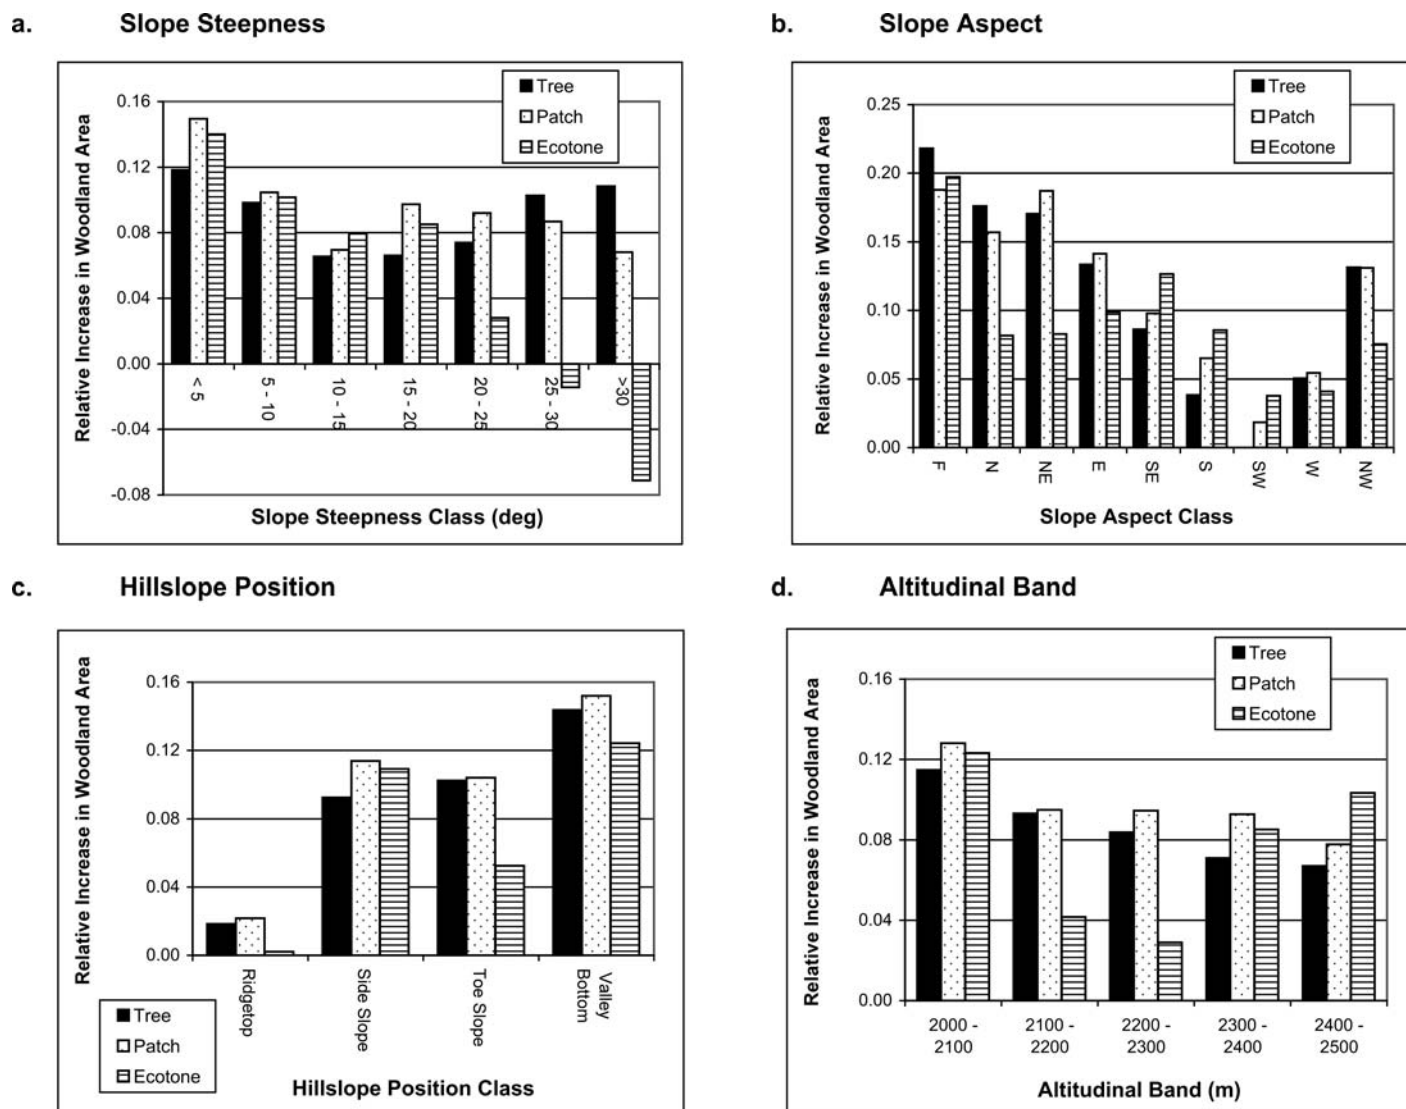 a. Slope Steepness
Tree
Patch
Ecotone
Relative Increase in Woodland Area
0.16
0.12
0.08
0.04
0.00
-0.04
-0.08
< 5
5 - 10
10 - 15
15 - 20
20 - 25
25 - 30
>30
Slope Steepness Class (deg)
b. Slope Aspect
Tree
Patch
Ecotone
Relative Increase in Woodland Area
0.25
0.20
0.15
0.10
0.05
0.00
F
N
NE
E
SE
S
SW
W
NW
Slope Aspect Class
c. Hillslope Position
Relative Increase in Woodland Area
0.16
0.12
0.08
0.04
0.00
Ridgetop
Side Slope
Toe Slope
Valley
Bottom
Tree
Patch
Ecotone
Hillslope Position Class
d. Altitudinal Band
Tree
Patch
Ecotone
Relative Increase in Woodland Area
0.16
0.12
0.08
0.04
0.00
2000 -
2100
2100 -
2200
2200 -
2300
2300 -
2400
2400 -
2500
Altitudinal Band (m)